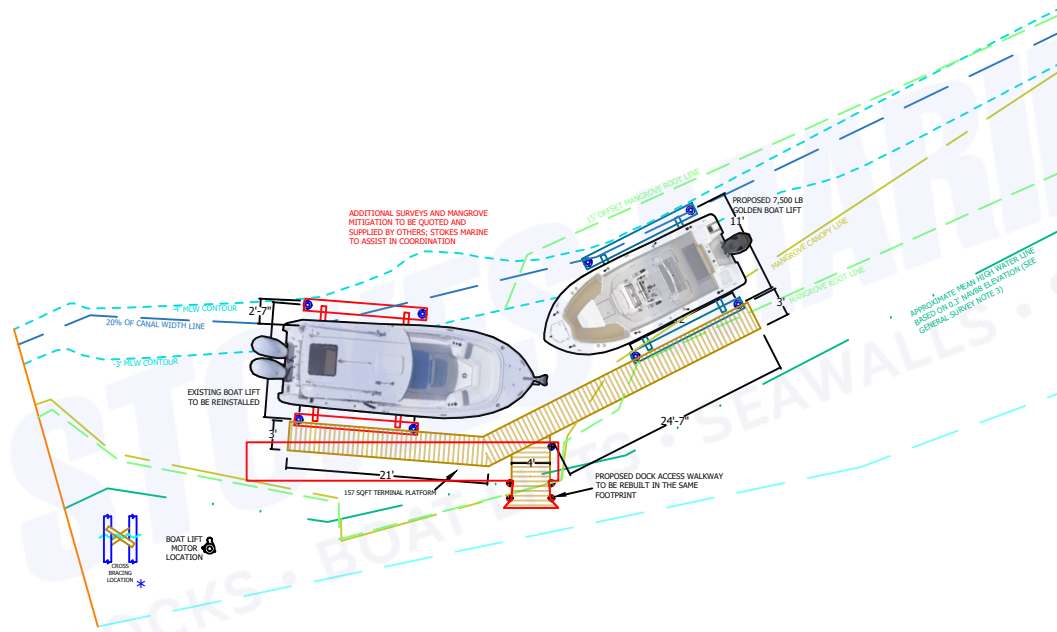 PROPOSED 7,500 LB
GOLDEN BOAT LIFT
11'
15' OFFSET MANGROVE ROOT LINE
ADDITIONAL SURVEYS AND MANGROVE
MITIGATION TO BE QUOTED AND
SUPPLIED BY OTHERS; STOKES MARINE
TO ASSIST IN COORDINATION
MANGROVE CANOPY LINE
MANGROVE ROOT LINE
3'
APPROXIMATE MEAN HIGH WATER LINE
BASED ON 0.3' NAVD88 ELEVATION (SEE
GENERAL SURVEY NOTE 3)
-4' MLW CONTOUR
2'-7"
20% OF CANAL WIDTH LINE
-3' MLW CONTOUR
EXISTING BOAT LIFT
TO BE REINSTALLED
3'
24'-7"
4'
21'
157 SQFT TERMINAL PLATFORM
PROPOSED DOCK ACCESS WALKWAY
TO BE REBUILT IN THE SAME
FOOTPRINT
BOAT LIFT
MOTOR
LOCATION
CROSS
BRACING
LOCATION
*
STOKES MARINE
DOCKS • BOAT LIFTS • SEAWALLS •